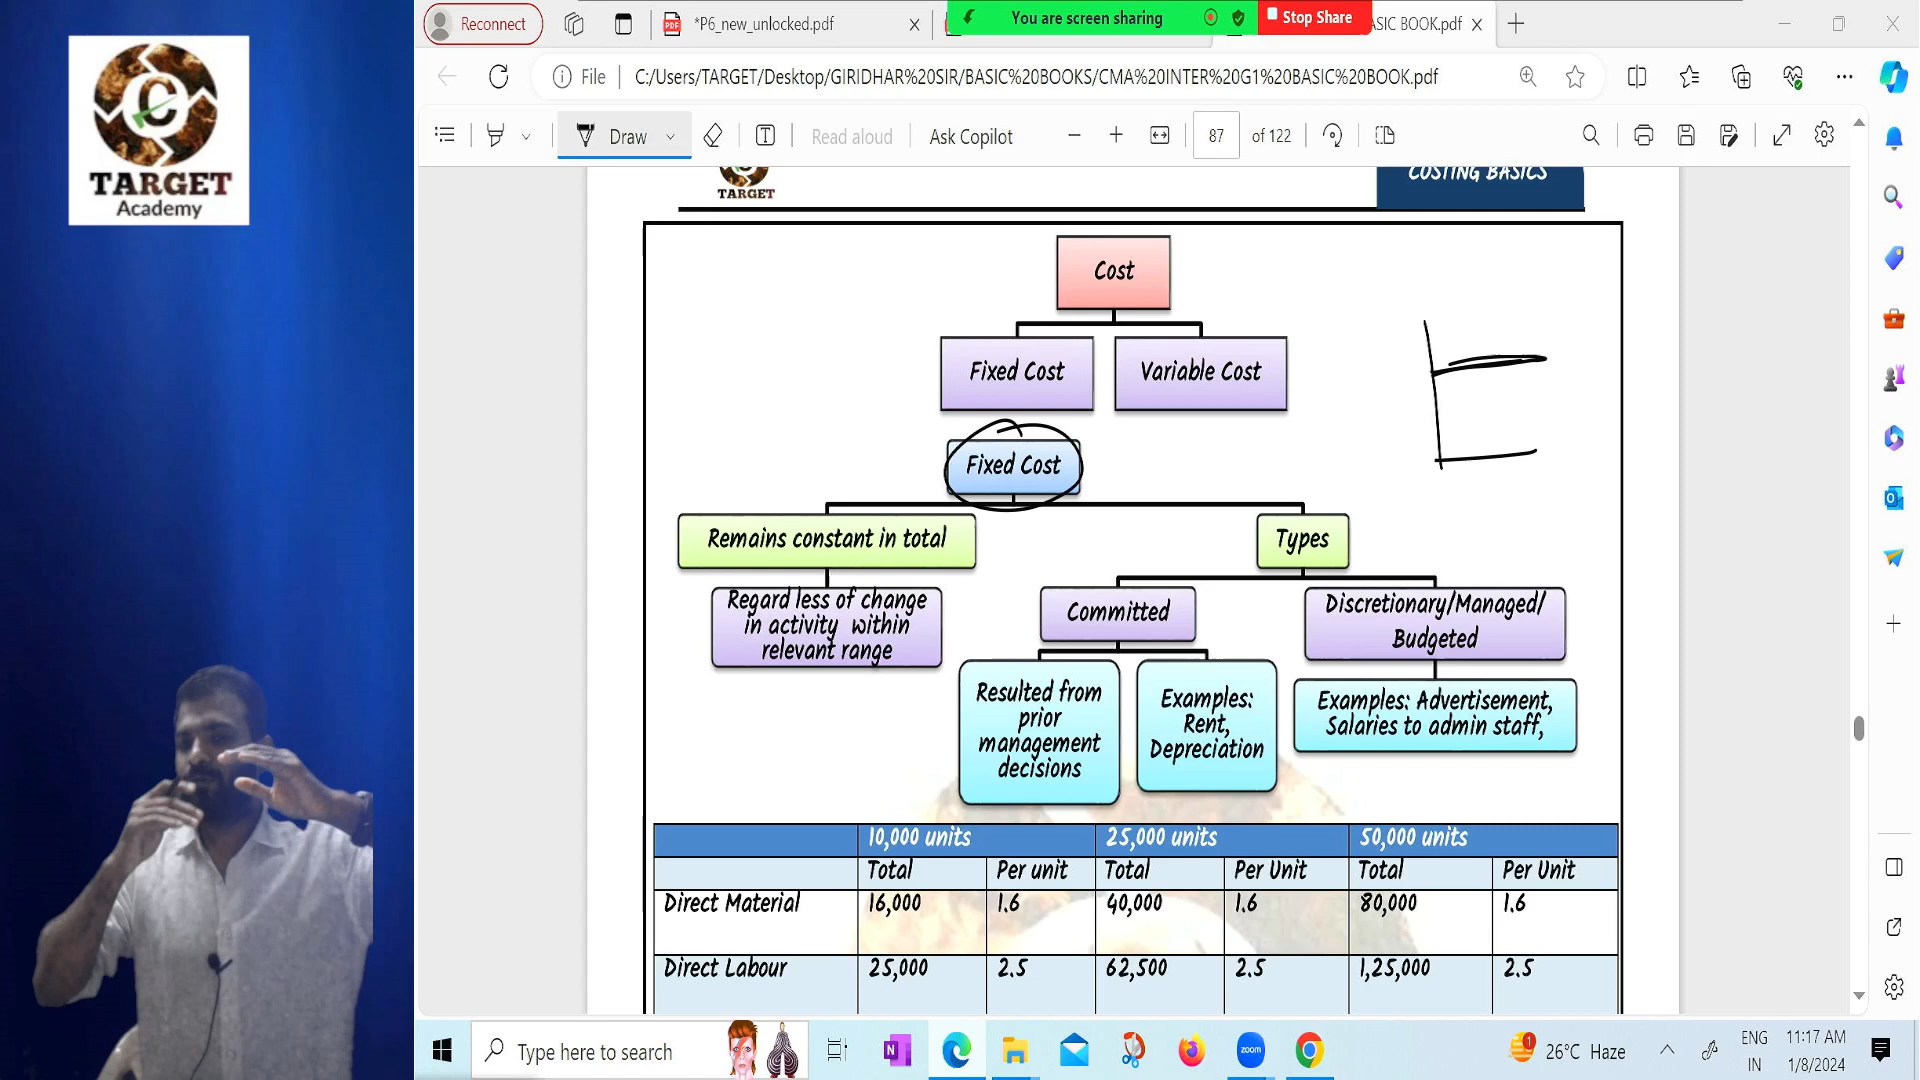 Reconnect
*P6_new_unlocked.pdf
You are screen sharing
Stop Share
ASIC BOOK.pdf
File
C:/Users/TARGET/Desktop/GIRIDHAR%20SIR/BASIC%20BOOKS/CMA%20INTER%20G1%20BASIC%20BOOK.pdf
Draw
Read aloud
Ask Copilot
87
of 122
C
TARGET
Academy
TARGET
COSTING BASICS
Cost
Fixed Cost
Variable Cost
Fixed Cost
Remains constant in total
Types
Regard less of change
in activity within
relevant range
Committed
Discretionary/Managed/
Budgeted
Resulted from
prior
management
decisions
Examples:
Rent,
Depreciation
Examples: Advertisement,
Salaries to admin staff,
10,000 units 25,000 units 50,000 units
Total Per unit Total Per Unit Total Per Unit
Direct Material 16,000 1.6 40,000 1.6 80,000 1.6
Direct Labour 25,000 2.5 62,500 2.5 1,25,000 2.5
Type here to search
zoom
1
26°C Haze
ENG
IN
11:17 AM
1/8/2024